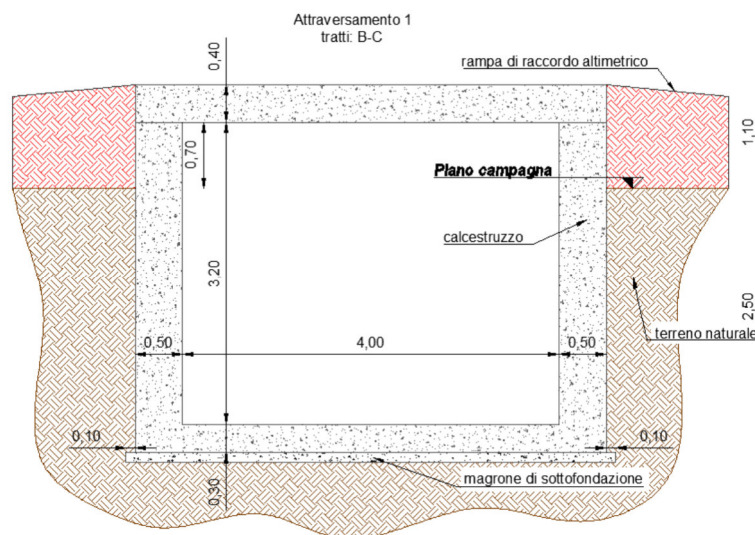 Attraversamento 1
tratti: B-C
0,40
rampa di raccordo altimetrico
1,10
0,70
Plano campagna
calcestruzzo
3,20
2,50
terreno naturale
0,50
4,00
0,50
0,10
0,10
magrone di sottofondazione
0,30